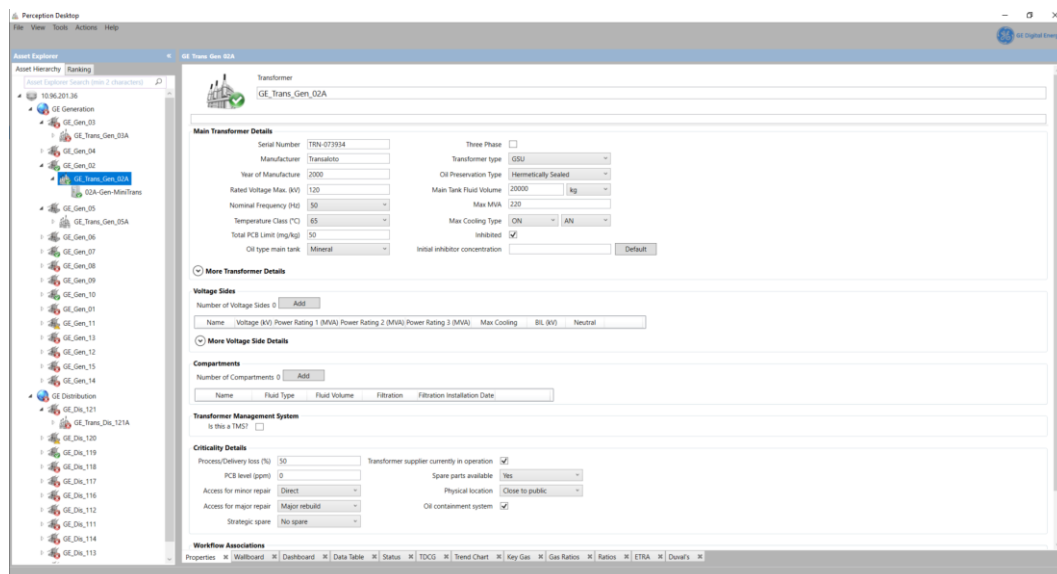 Perception Desktop
File View Tools Actions Help
GE Digital Energy
Asset Explorer
GE Trans Gen 02A
Asset Hierarchy Ranking
Asset Explorer Search (min 2 characters)
10.96.201.36
GE Generation
GE_Gen_03
GE_Trans_Gen_03A
GE_Gen_04
GE_Gen_02
GE_Trans_Gen_02A
02A-Gen-MiniTrans
GE_Gen_05
GE_Trans_Gen_05A
GE_Gen_06
GE_Gen_07
GE_Gen_08
GE_Gen_09
GE_Gen_10
GE_Gen_01
GE_Gen_11
GE_Gen_13
GE_Gen_12
GE_Gen_15
GE_Gen_14
GE Distribution
GE_Dis_121
GE_Trans_Dis_121A
GE_Dis_120
GE_Dis_119
GE_Dis_118
GE_Dis_117
GE_Dis_116
GE_Dis_112
GE_Dis_111
GE_Dis_114
GE_Dis_113
Transformer
GE_Trans_Gen_02A
Main Transformer Details
Serial Number TRN-073934 Three Phase
Manufacturer Transaloto Transformer type GSU
Year of Manufacture 2000 Oil Preservation Type Hermetically Sealed
Rated Voltage Max. (kV) 120 Main Tank Fluid Volume 20000 kg
Nominal Frequency (Hz) 50 Max MVA 220
Temperature Class (°C) 65 Max Cooling Type ON AN
Total PCB Limit (mg/kg) 50 Inhibited
Oil type main tank Mineral Initial inhibitor concentration Default
More Transformer Details
Voltage Sides
Number of Voltage Sides 0 Add
Name Voltage (kV) Power Rating 1 (MVA) Power Rating 2 (MVA) Power Rating 3 (MVA) Max Cooling BIL (kV) Neutral
More Voltage Side Details
Compartments
Number of Compartments 0 Add
Name Fluid Type Fluid Volume Filtration Filtration Installation Date
Transformer Management System
Is this a TMS?
Criticality Details
Process/Delivery loss (%) 50 Transformer supplier currently in operation
PCB level (ppm) 0 Spare parts available Yes
Access for minor repair Direct Physical location Close to public
Access for major repair Major rebuild Oil containment system
Strategic spare No spare
Workflow Associations
Properties Wallboard Dashboard Data Table Status TDCG Trend Chart Key Gas Gas Ratios Ratios ETRA Duval's